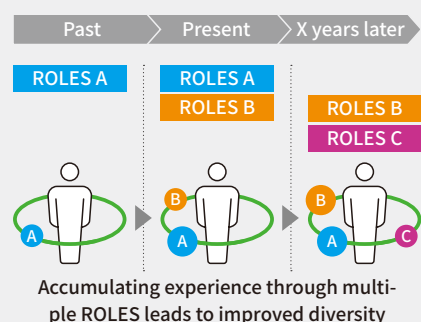 Past Present X years later
ROLES A ROLES A
ROLES B ROLES B
ROLES C
B B
A A A C
Accumulating experience through multi-
ple ROLES leads to improved diversity